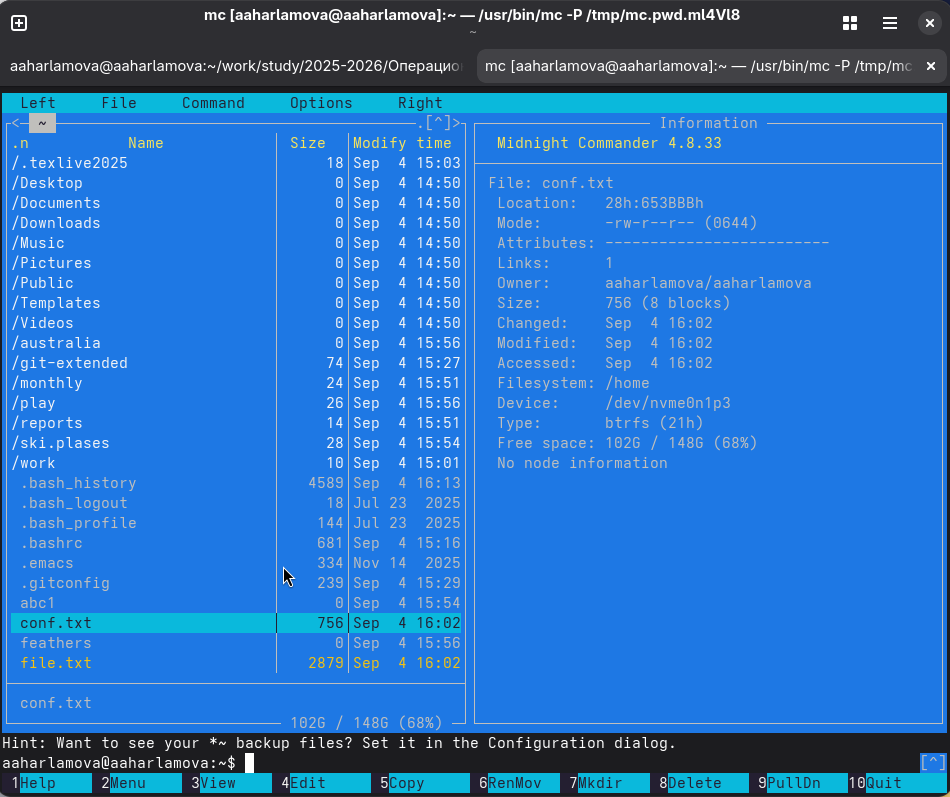 mc [aaharlamova@aaharlamova]:~ — /usr/bin/mc -P /tmp/mc.pwd.ml4Vl8
~
aaharlamova@aaharlamova:~/work/study/2025-2026/Операцио
mc [aaharlamova@aaharlamova]:~ — /usr/bin/mc -P /tmp/mc
Left File Command Options Right
<─ ~ .[^]>
.n Name Size Modify time
/.texlive2025 18 Sep 4 15:03
/Desktop 0 Sep 4 14:50
/Documents 0 Sep 4 14:50
/Downloads 0 Sep 4 14:50
/Music 0 Sep 4 14:50
/Pictures 0 Sep 4 14:50
/Public 0 Sep 4 14:50
/Templates 0 Sep 4 14:50
/Videos 0 Sep 4 14:50
/australia 0 Sep 4 15:56
/git-extended 74 Sep 4 15:27
/monthly 24 Sep 4 15:51
/play 26 Sep 4 15:56
/reports 14 Sep 4 15:51
/ski.plases 28 Sep 4 15:54
/work 10 Sep 4 15:01
.bash_history 4589 Sep 4 16:13
.bash_logout 18 Jul 23 2025
.bash_profile 144 Jul 23 2025
.bashrc 681 Sep 4 15:16
.emacs 334 Nov 14 2025
.gitconfig 239 Sep 4 15:29
abc1 0 Sep 4 15:54
conf.txt 756 Sep 4 16:02
feathers 0 Sep 4 15:56
file.txt 2879 Sep 4 16:02
conf.txt
102G / 148G (68%)
Information
Midnight Commander 4.8.33
File: conf.txt
Location: 28h:653BBBh
Mode: -rw-r--r-- (0644)
Attributes: -------------------------
Links: 1
Owner: aaharlamova/aaharlamova
Size: 756 (8 blocks)
Changed: Sep 4 16:02
Modified: Sep 4 16:02
Accessed: Sep 4 16:02
Filesystem: /home
Device: /dev/nvme0n1p3
Type: btrfs (21h)
Free space: 102G / 148G (68%)
No node information
Hint: Want to see your *~ backup files? Set it in the Configuration dialog.
aaharlamova@aaharlamova:~$ [^]
1Help 2Menu 3View 4Edit 5Copy 6RenMov 7Mkdir 8Delete 9PullDn 10Quit